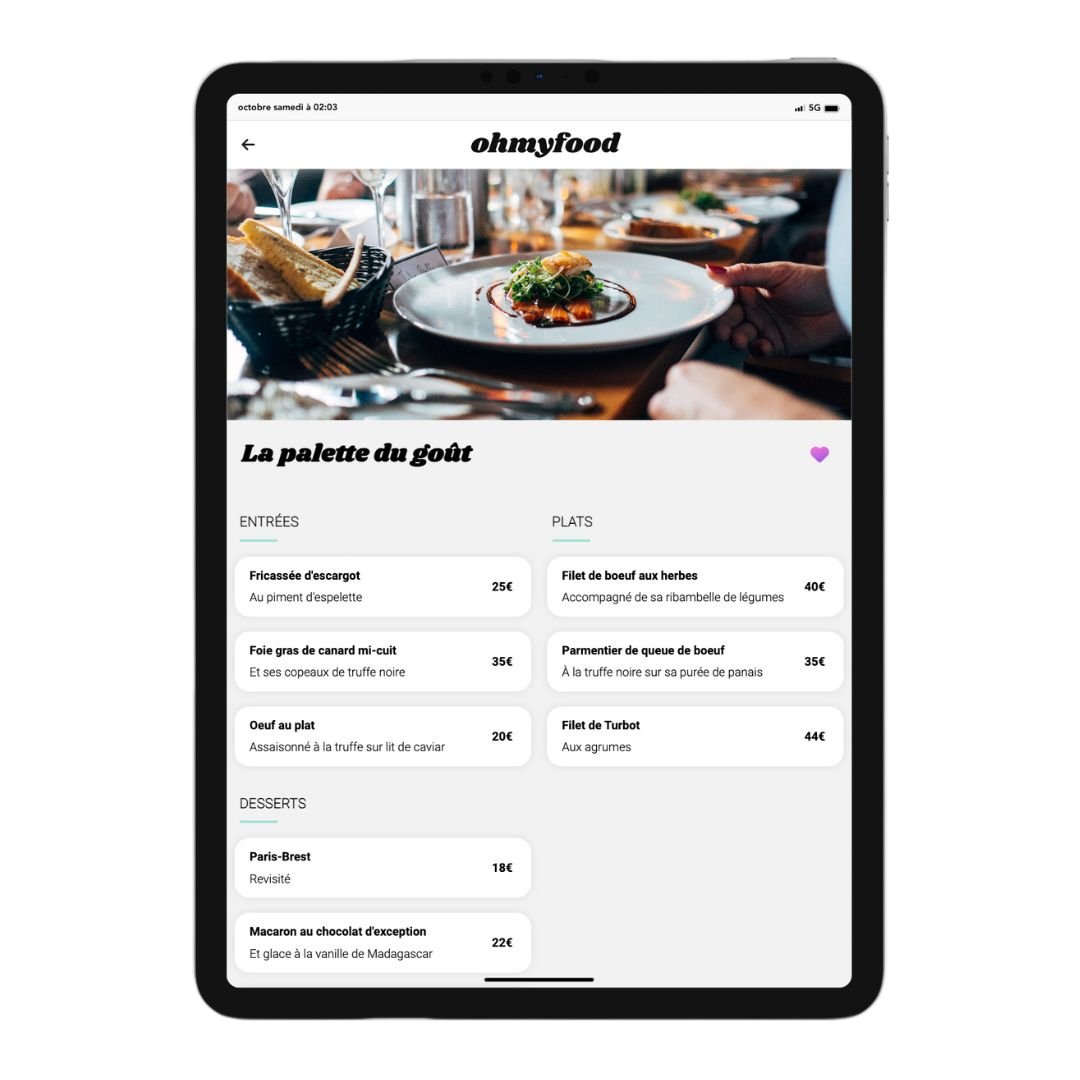 octobre samedi à 02:03
5G
ohmyfood
La palette du goût
ENTRÉES
Fricassée d'escargot
Au piment d'espelette
25€
Foie gras de canard mi-cuit
Et ses copeaux de truffe noire
35€
Oeuf au plat
Assaisonné à la truffe sur lit de caviar
20€
PLATS
Filet de boeuf aux herbes
Accompagné de sa ribambelle de légumes
40€
Parmentier de queue de boeuf
À la truffe noire sur sa purée de panais
35€
Filet de Turbot
Aux agrumes
44€
DESSERTS
Paris-Brest
Revisité
18€
Macaron au chocolat d'exception
Et glace à la vanille de Madagascar
22€